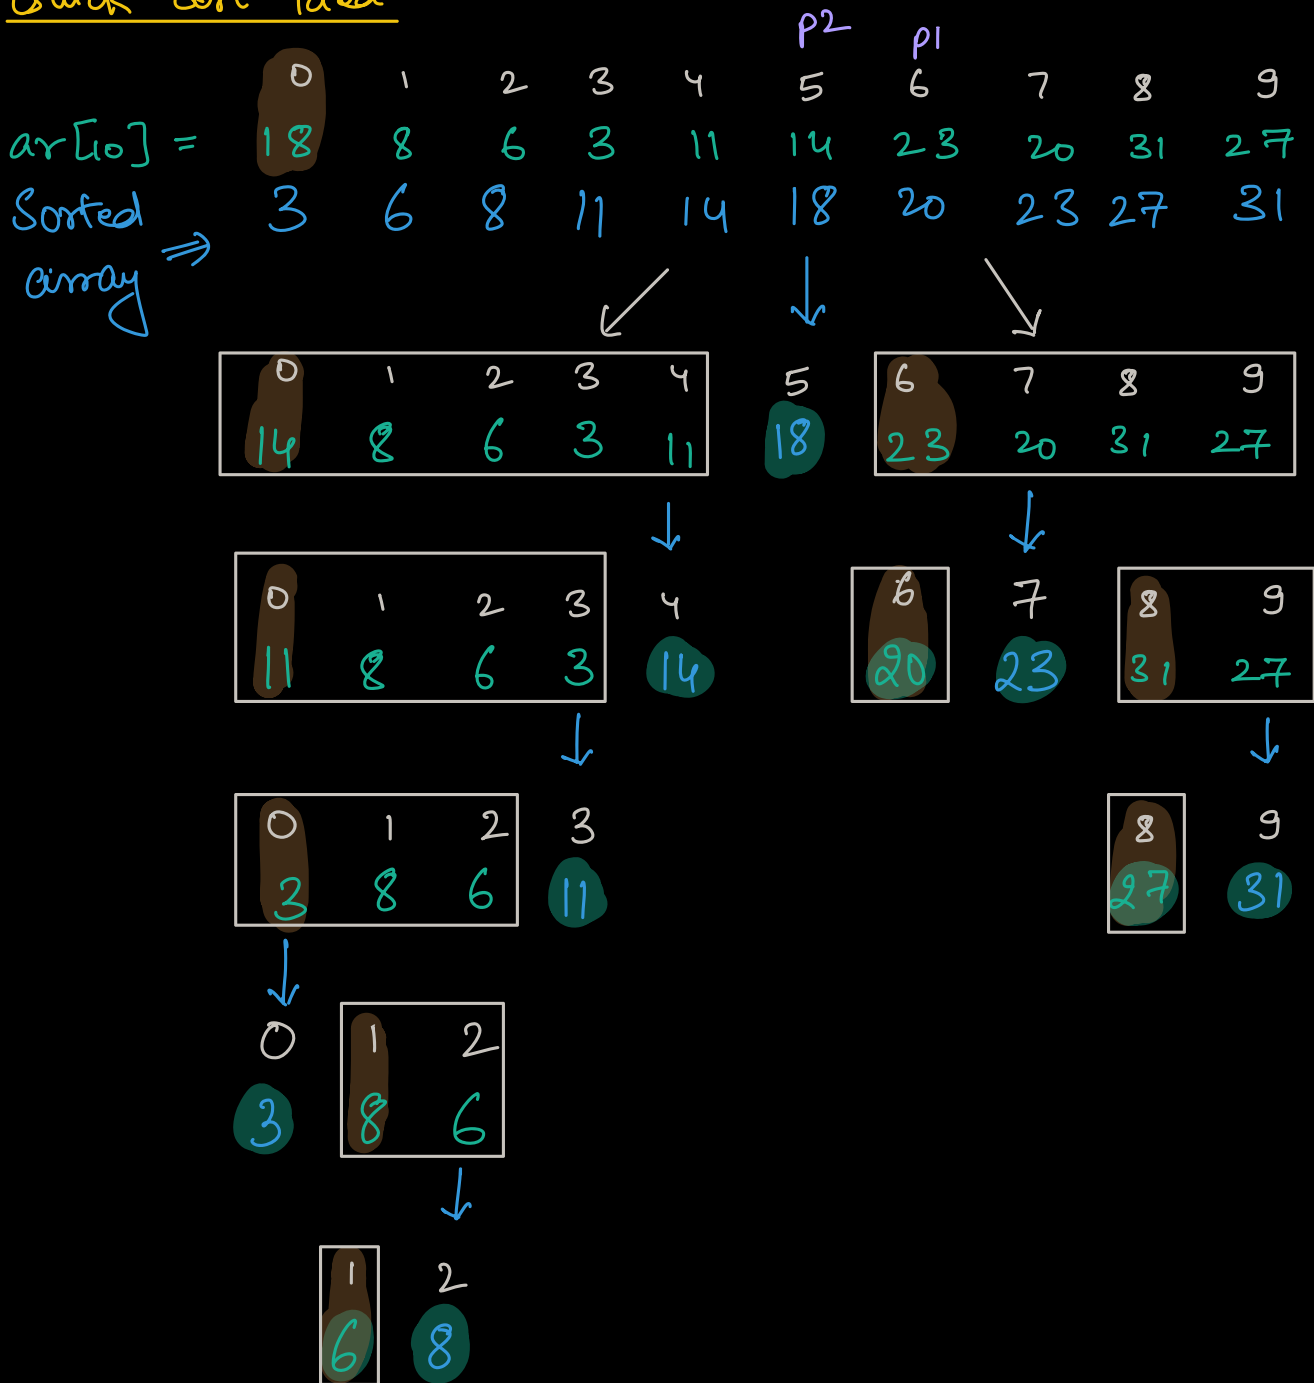 Quick Sort Idea
p2 p1
0 1 2 3 4 5 6 7 8 9
ar[10] = 18 8 6 3 11 14 23 20 31 27
Sorted 3 6 8 11 14 18 20 23 27 31
array ⇒
0 1 2 3 4 5 6 7 8 9
14 8 6 3 11 18 23 20 31 27
0 1 2 3 4 6 7 8 9
11 8 6 3 14 20 23 31 27
0 1 2 3 8 9
3 8 6 11 27 31
0 1 2
3 8 6
1 2
6 8